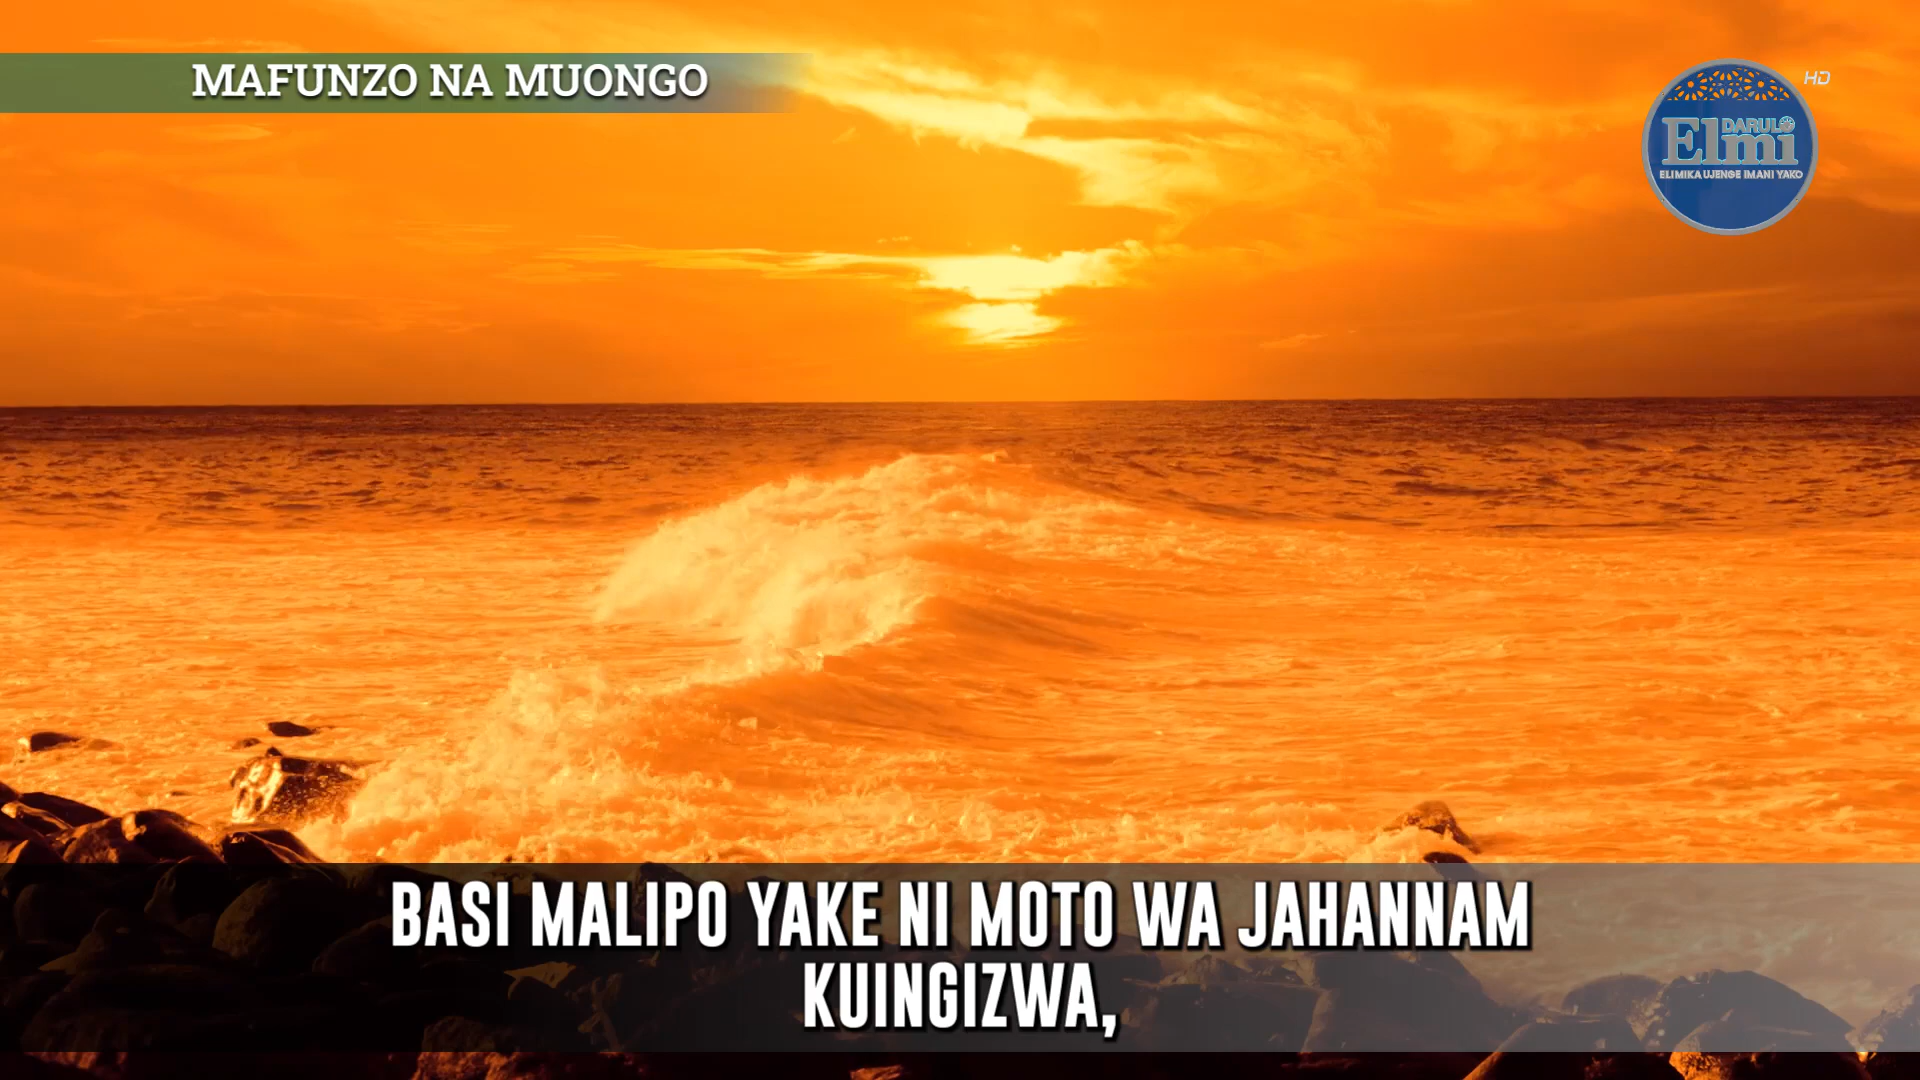 MAFUNZO NA MUONGO
HD
DARUL
Elmi
ELIMIKA UJENGE IMANI YAKO
BASI MALIPO YAKE NI MOTO WA JAHANNAM
KUINGIZWA,